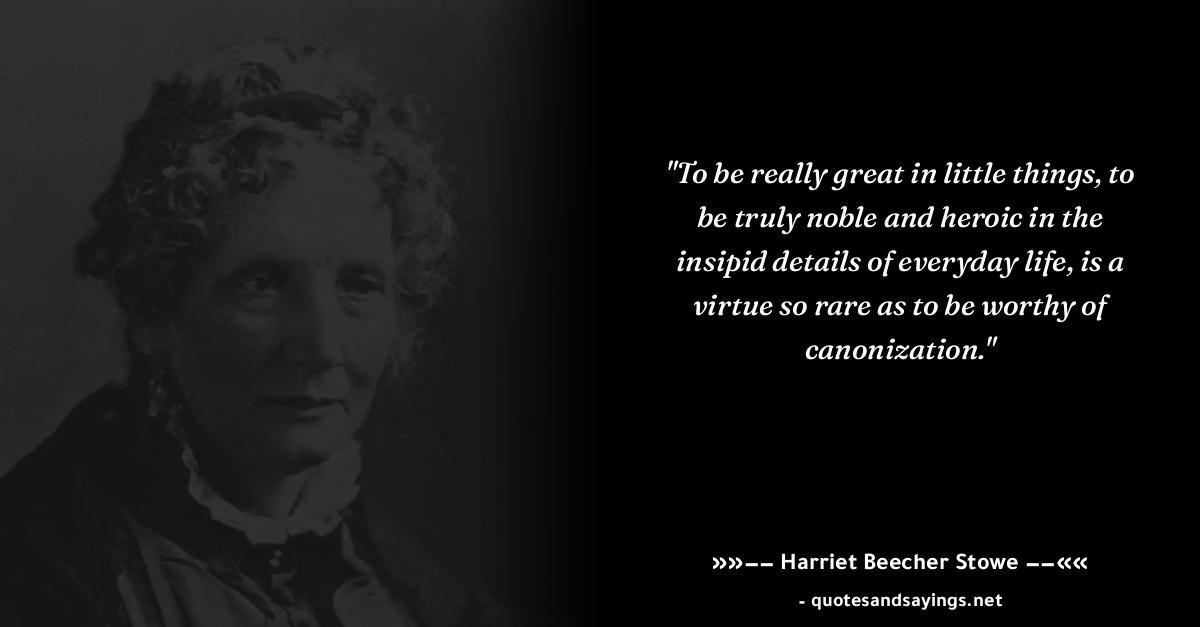 "To be really great in little things, to
be truly noble and heroic in the
insipid details of everyday life, is a
virtue so rare as to be worthy of
canonization."
»»–– Harriet Beecher Stowe ––««
- quotesandsayings.net